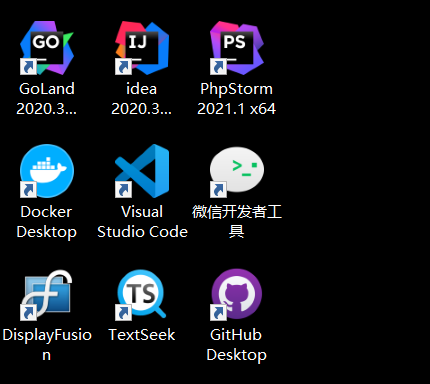 GO
IJ
PS
GoLand
2020.3...
idea
2020.3...
PhpStorm
2021.1 x64
Docker
Desktop
Visual
Studio Code
微信开发者工
具
TS
DisplayFusio
n
TextSeek
GitHub
Desktop